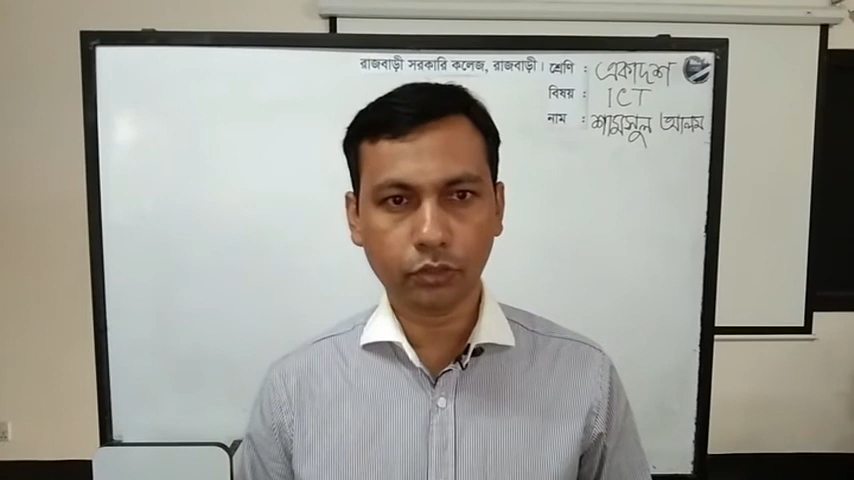 রাজবাড়ী সরকারি কলেজ, রাজবাড়ী। শ্রেণি : একাদশ
বিষয় : ICT
নাম : শামসুল আলম